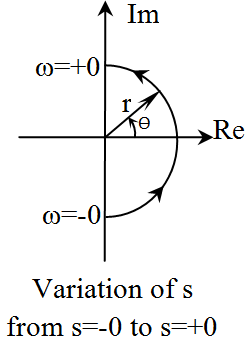 Im
ω=+0
r
Θ
Re
ω=-0
Variation of s
from s=-0 to s=+0